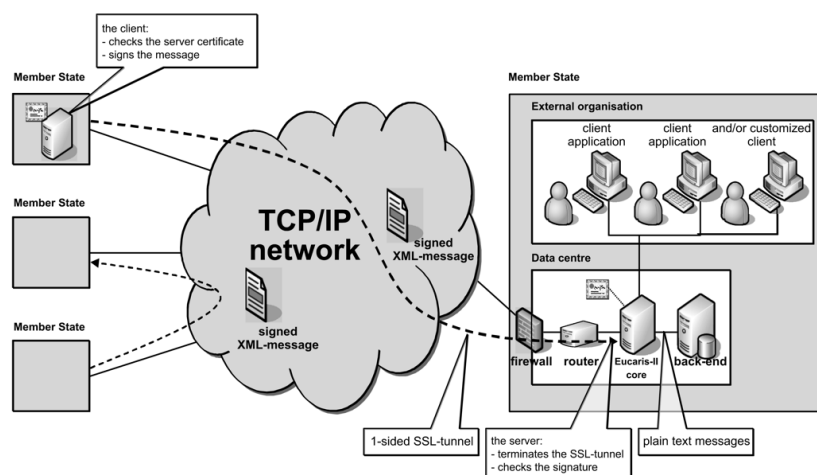 the client:
- checks the server certificate
- signs the message
Member State
Member State
Member State
TCP/IP
network
signed
XML-message
signed
XML-message
Member State
External organisation
client
application
client
application
and/or customized
client
Data centre
firewall
router
Eucaris-II
core
back-end
1-sided SSL-tunnel
the server:
- terminates the SSL-tunnel
- checks the signature
plain text messages